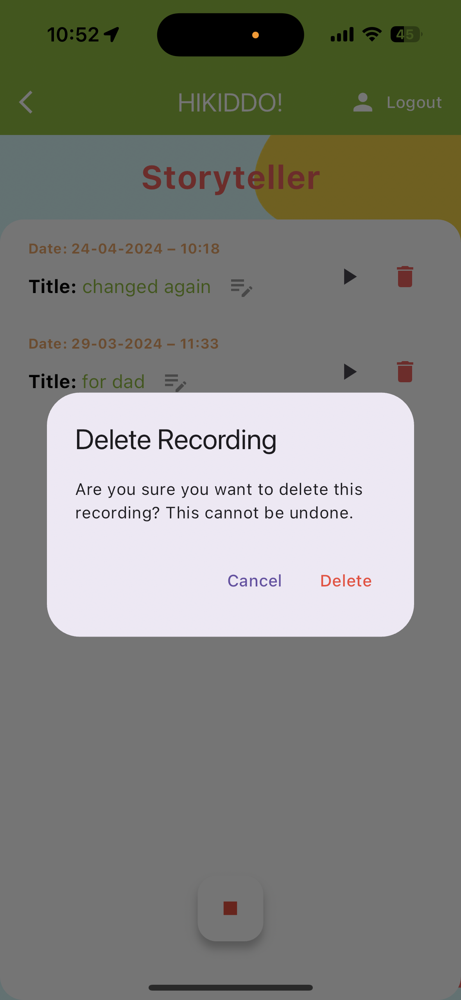 10:52
45
HIKIDDO!
Logout
Storyteller
Date: 24-04-2024 – 10:18
Title: changed again
Date: 29-03-2024 – 11:33
Title: for dad
Delete Recording
Are you sure you want to delete this
recording? This cannot be undone.
Cancel
Delete